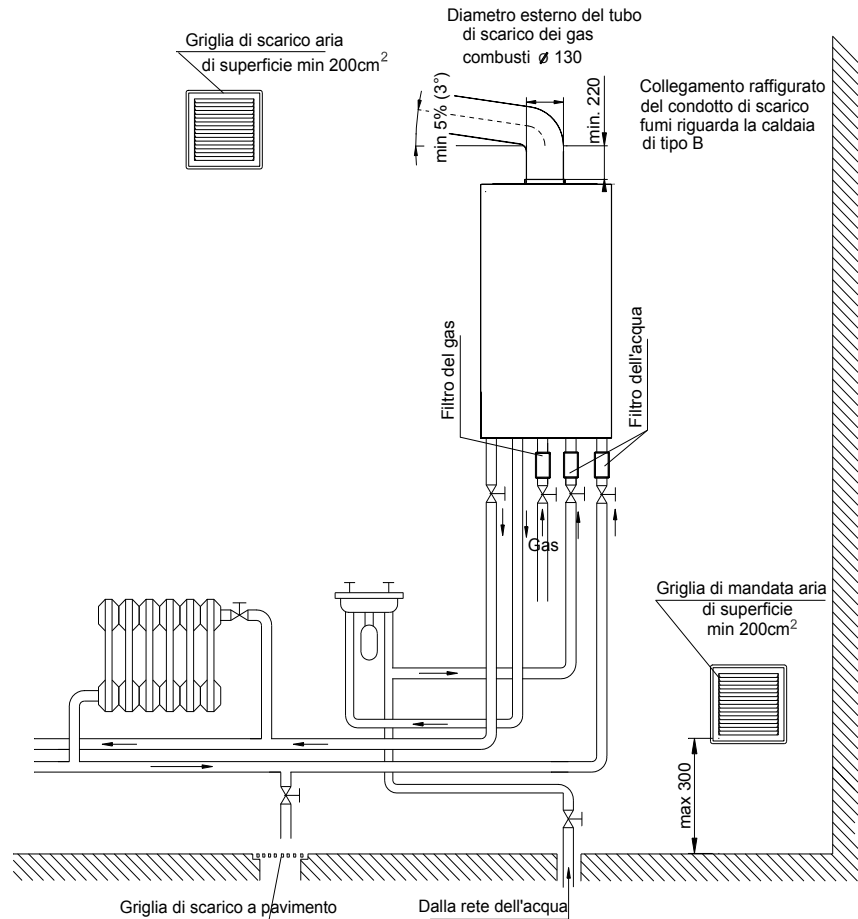 Diametro esterno del tubo
di scarico dei gas
combusti ø 130
Griglia di scarico aria
di superficie min 200cm²
min 5% (3°)
min. 220
Collegamento raffigurato
del condotto di scarico
fumi riguarda la caldaia
di tipo B
Filtro del gas
Filtro dell'acqua
Gas
Griglia di mandata aria
di superficie
min 200cm²
max 300
Griglia di scarico a pavimento
Dalla rete dell'acqua